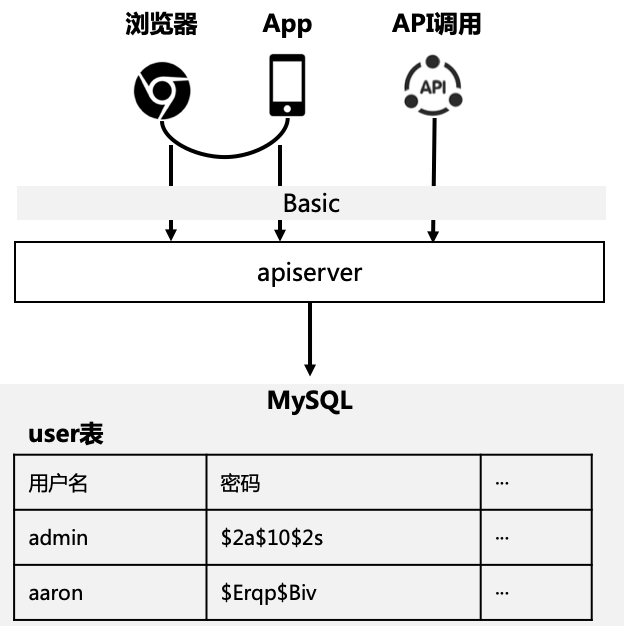 浏览器 App API调用
API
Basic
apiserver
MySQL
user表
用户名 密码 ...
admin $2a$10$2s ...
aaron $Erqp$Biv ...